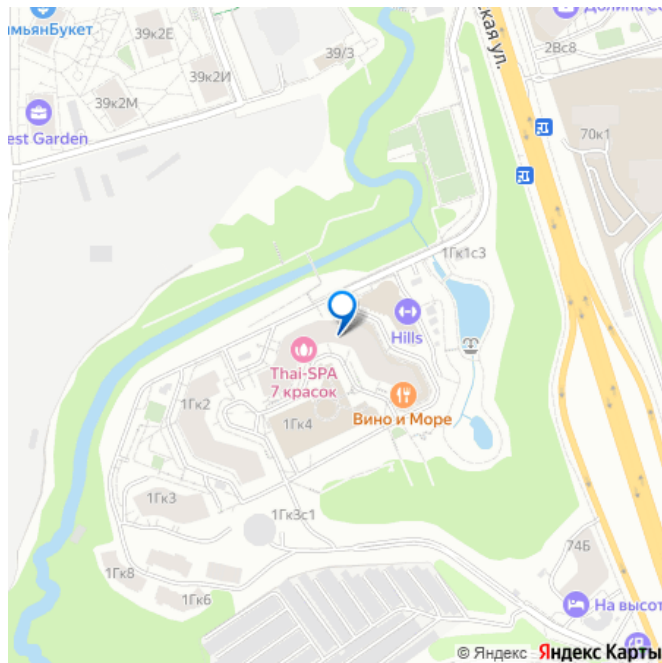 имьянБукет
39к2Е
39/3
39к2И
39к2М
est Garden
кая ул.
2Вс8
70к1
1Гк1с3
Hills
Thai-SPA
7 красок
Вино и Море
1Гк2
1Гк4
1Гк3
1Гк3с1
1Гк8
1Гк6
74Б
На высот
© Яндекс Яндекс Карты